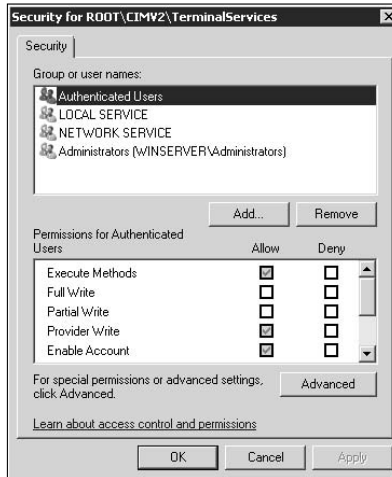 Security for ROOT\CIMV2\TerminalServices
Security
Group or user names:
Authenticated Users
LOCAL SERVICE
NETWORK SERVICE
Administrators (WINSERVER\Administrators)
Add... Remove
Permissions for Authenticated
Users Allow Deny
Execute Methods
Full Write
Partial Write
Provider Write
Enable Account
For special permissions or advanced settings,
click Advanced. Advanced
Learn about access control and permissions
OK Cancel Apply